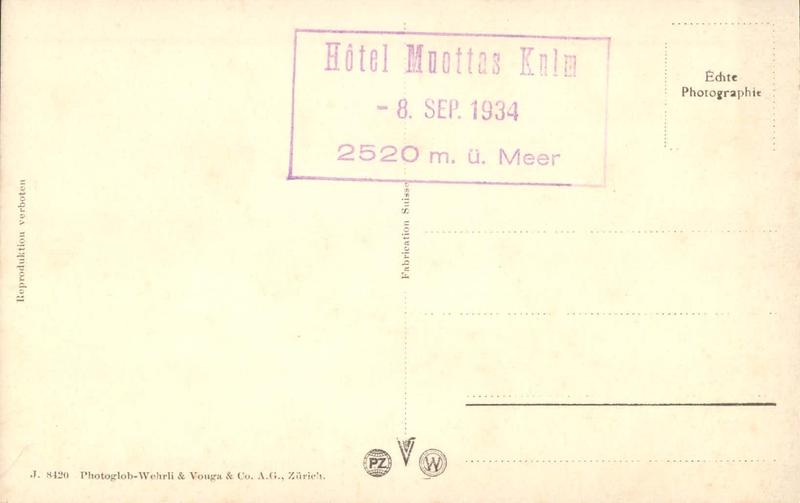 Hôtel Muottas Kulm
- 8. SEP. 1934
2520 m. ü. Meer
Echte
Photographie
Reproduktion verboten
Fabrication Suisse
J. 8420 Photoglob-Wehrli & Vouga & Co. A.G., Zürich.
PZ
V
W